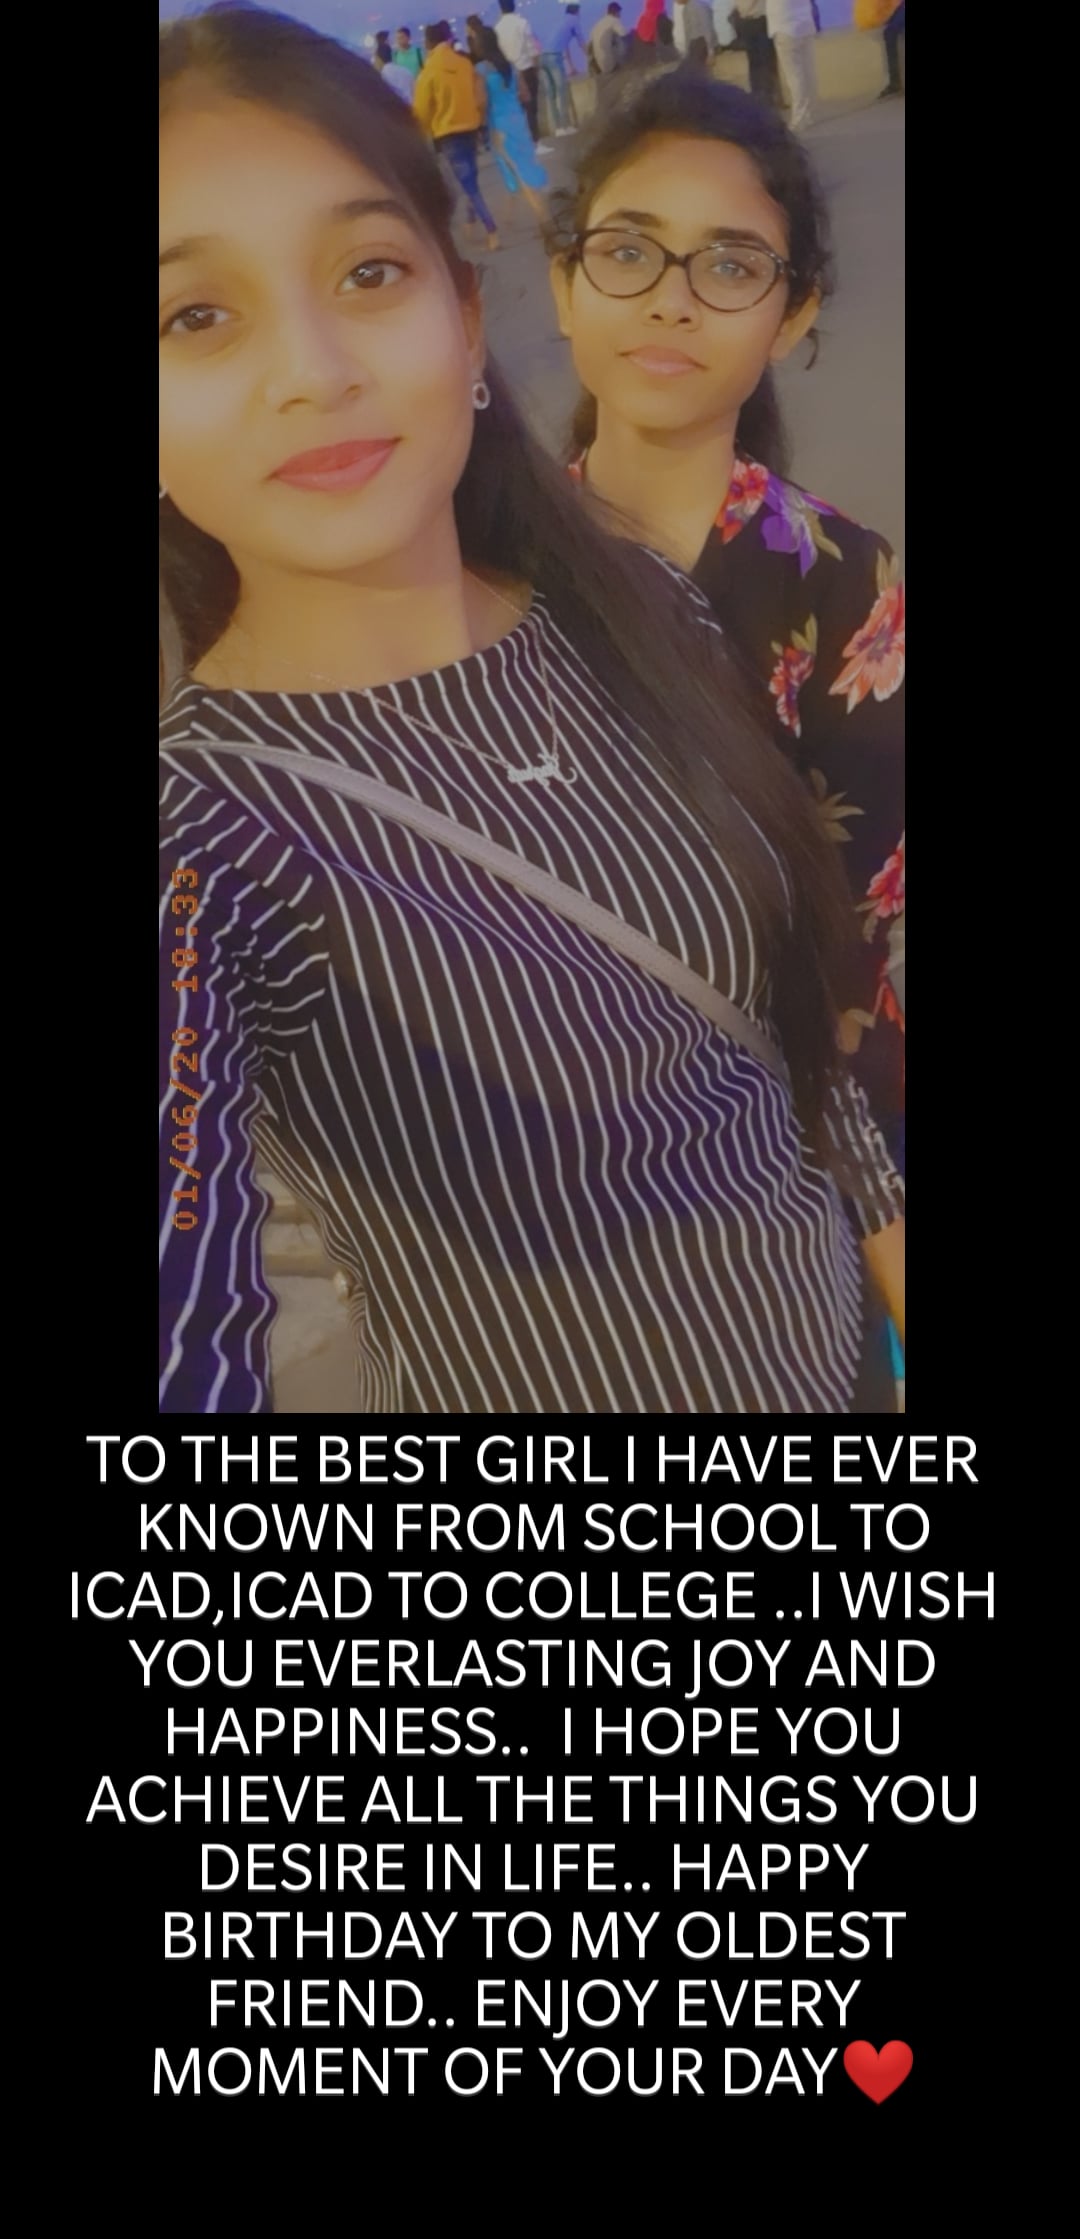 01/06/20 18:33
TO THE BEST GIRL I HAVE EVER
KNOWN FROM SCHOOL TO
ICAD,ICAD TO COLLEGE ..I WISH
YOU EVERLASTING JOY AND
HAPPINESS..  I HOPE YOU
ACHIEVE ALL THE THINGS YOU
DESIRE IN LIFE.. HAPPY
BIRTHDAY TO MY OLDEST
FRIEND.. ENJOY EVERY
MOMENT OF YOUR DAY❤️